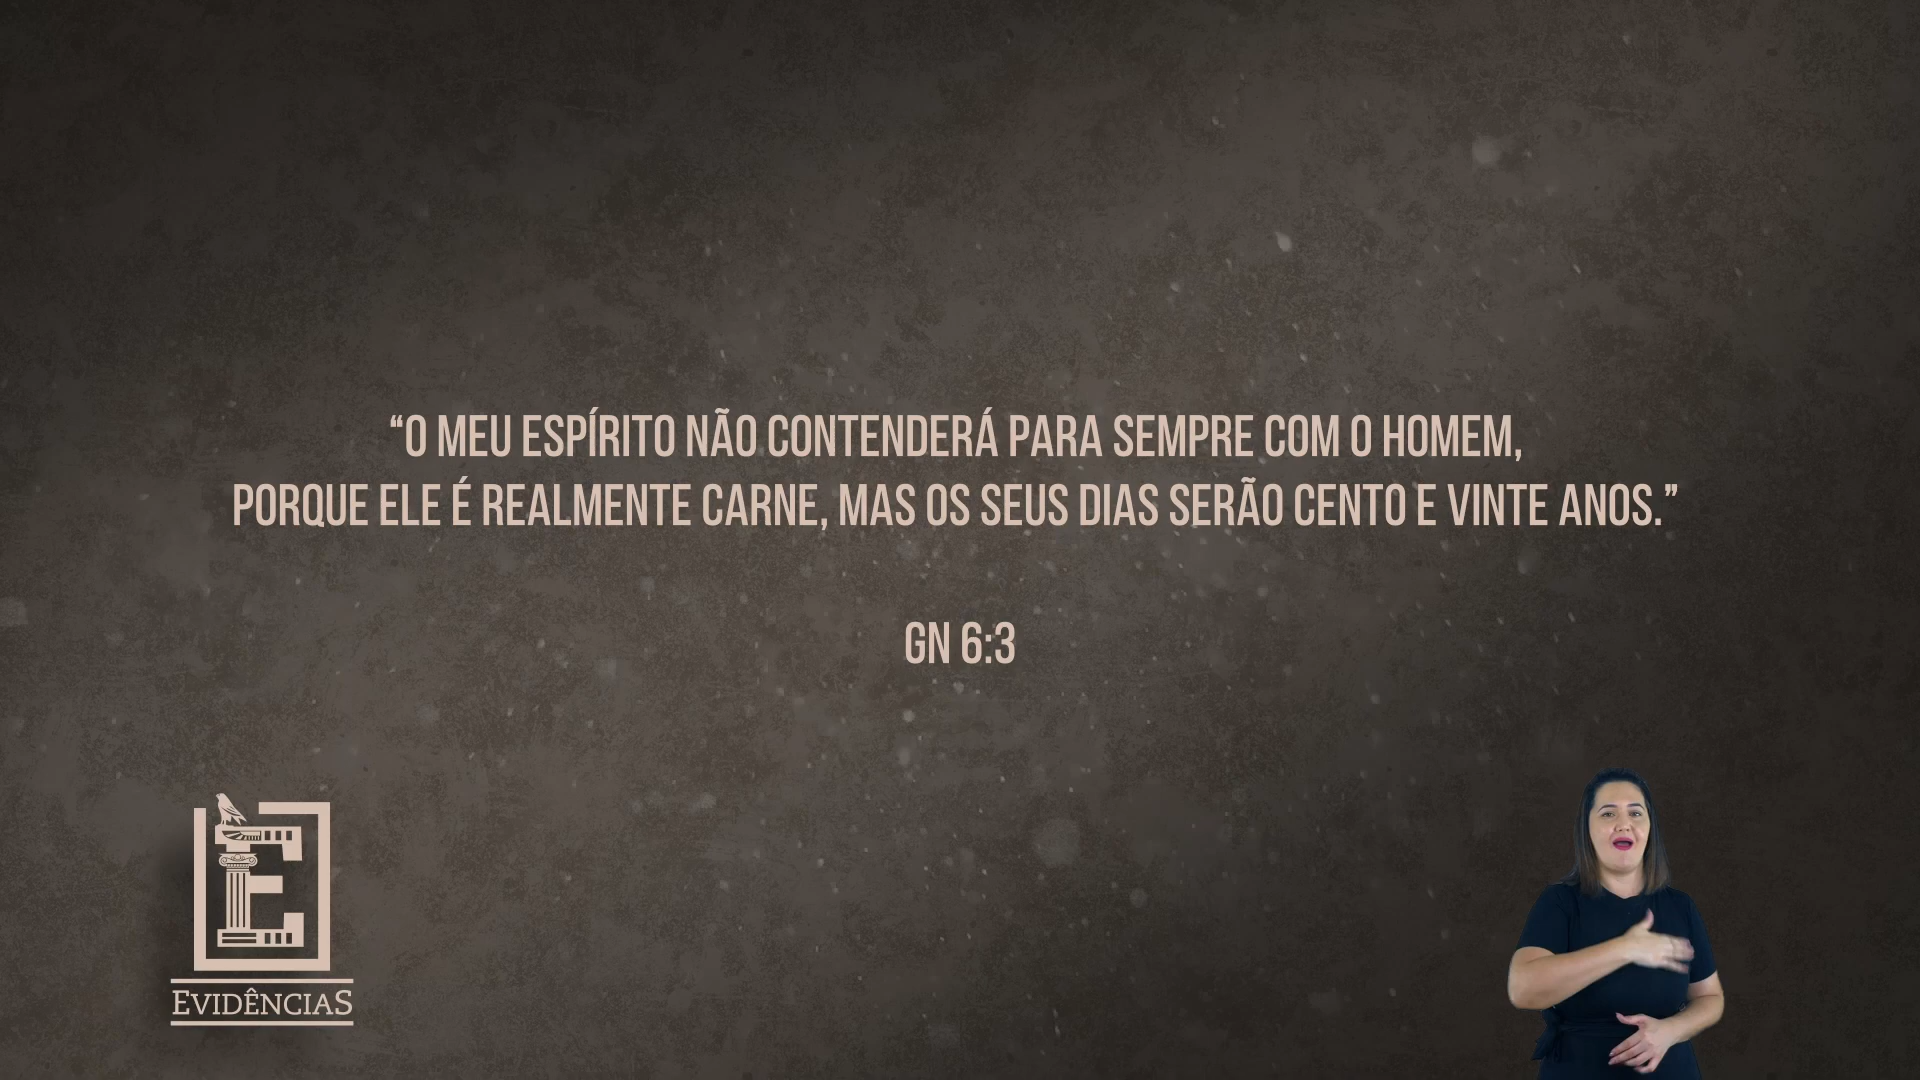 “O MEU ESPÍRITO NÃO CONTENDERÁ PARA SEMPRE COM O HOMEM,
PORQUE ELE É REALMENTE CARNE, MAS OS SEUS DIAS SERÃO CENTO E VINTE ANOS.”
GN 6:3
E
EVIDÊNCIAS